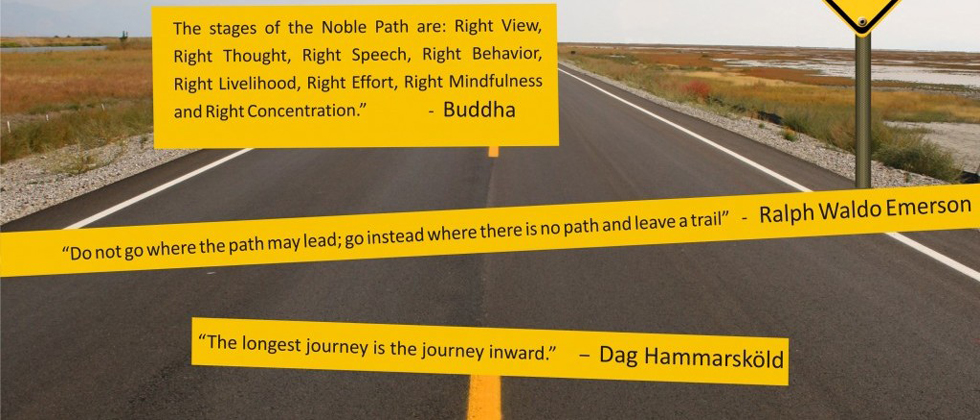 The stages of the Noble Path are: Right View,
Right Thought, Right Speech, Right Behavior,
Right Livelihood, Right Effort, Right Mindfulness
and Right Concentration.” - Buddha
“Do not go where the path may lead; go instead where there is no path and leave a trail” - Ralph Waldo Emerson
“The longest journey is the journey inward.” – Dag Hammarsköld